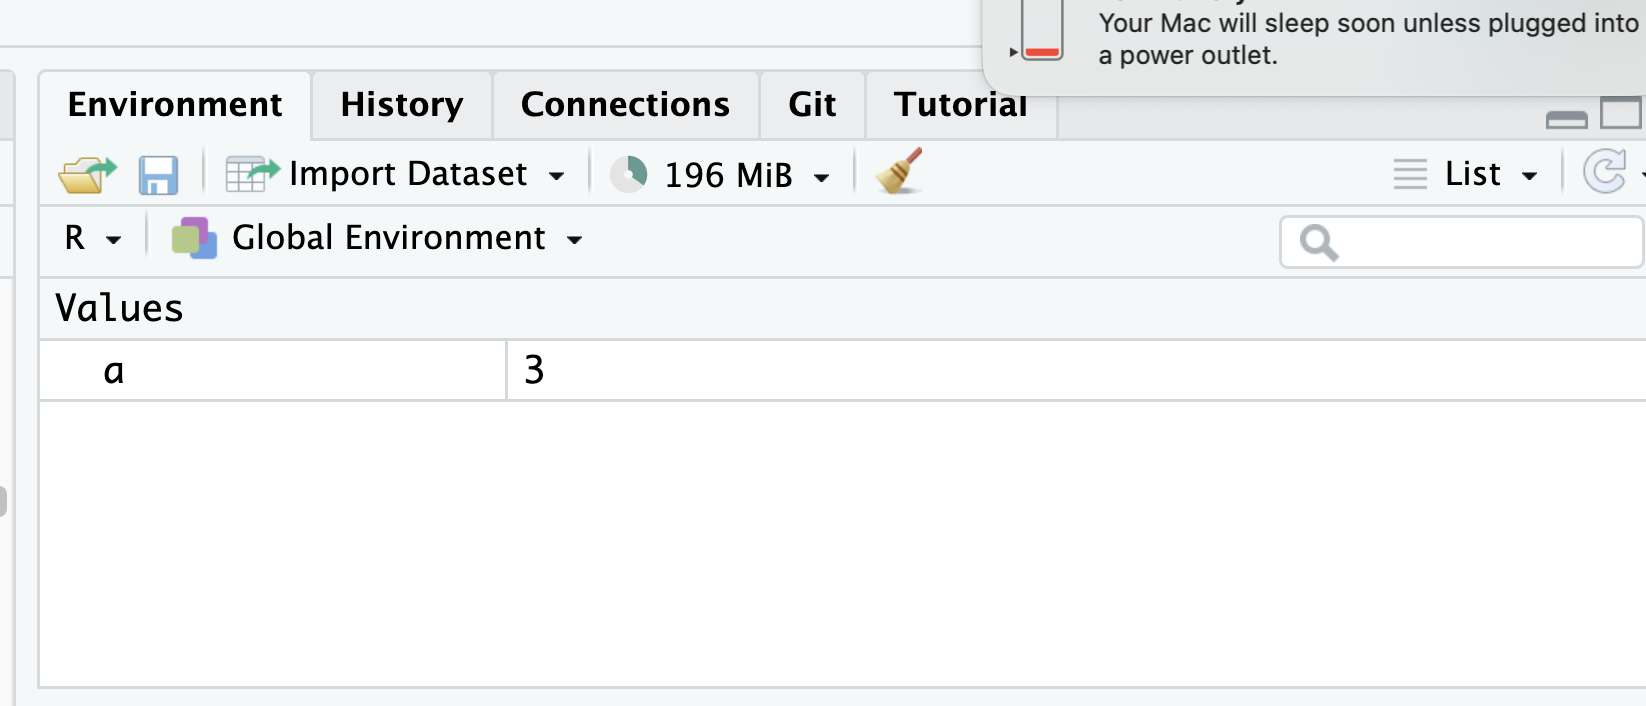 Your Mac will sleep soon unless plugged into
a power outlet.
Environment History Connections Git Tutorial
Import Dataset 196 MiB List
R Global Environment
Values
a 3